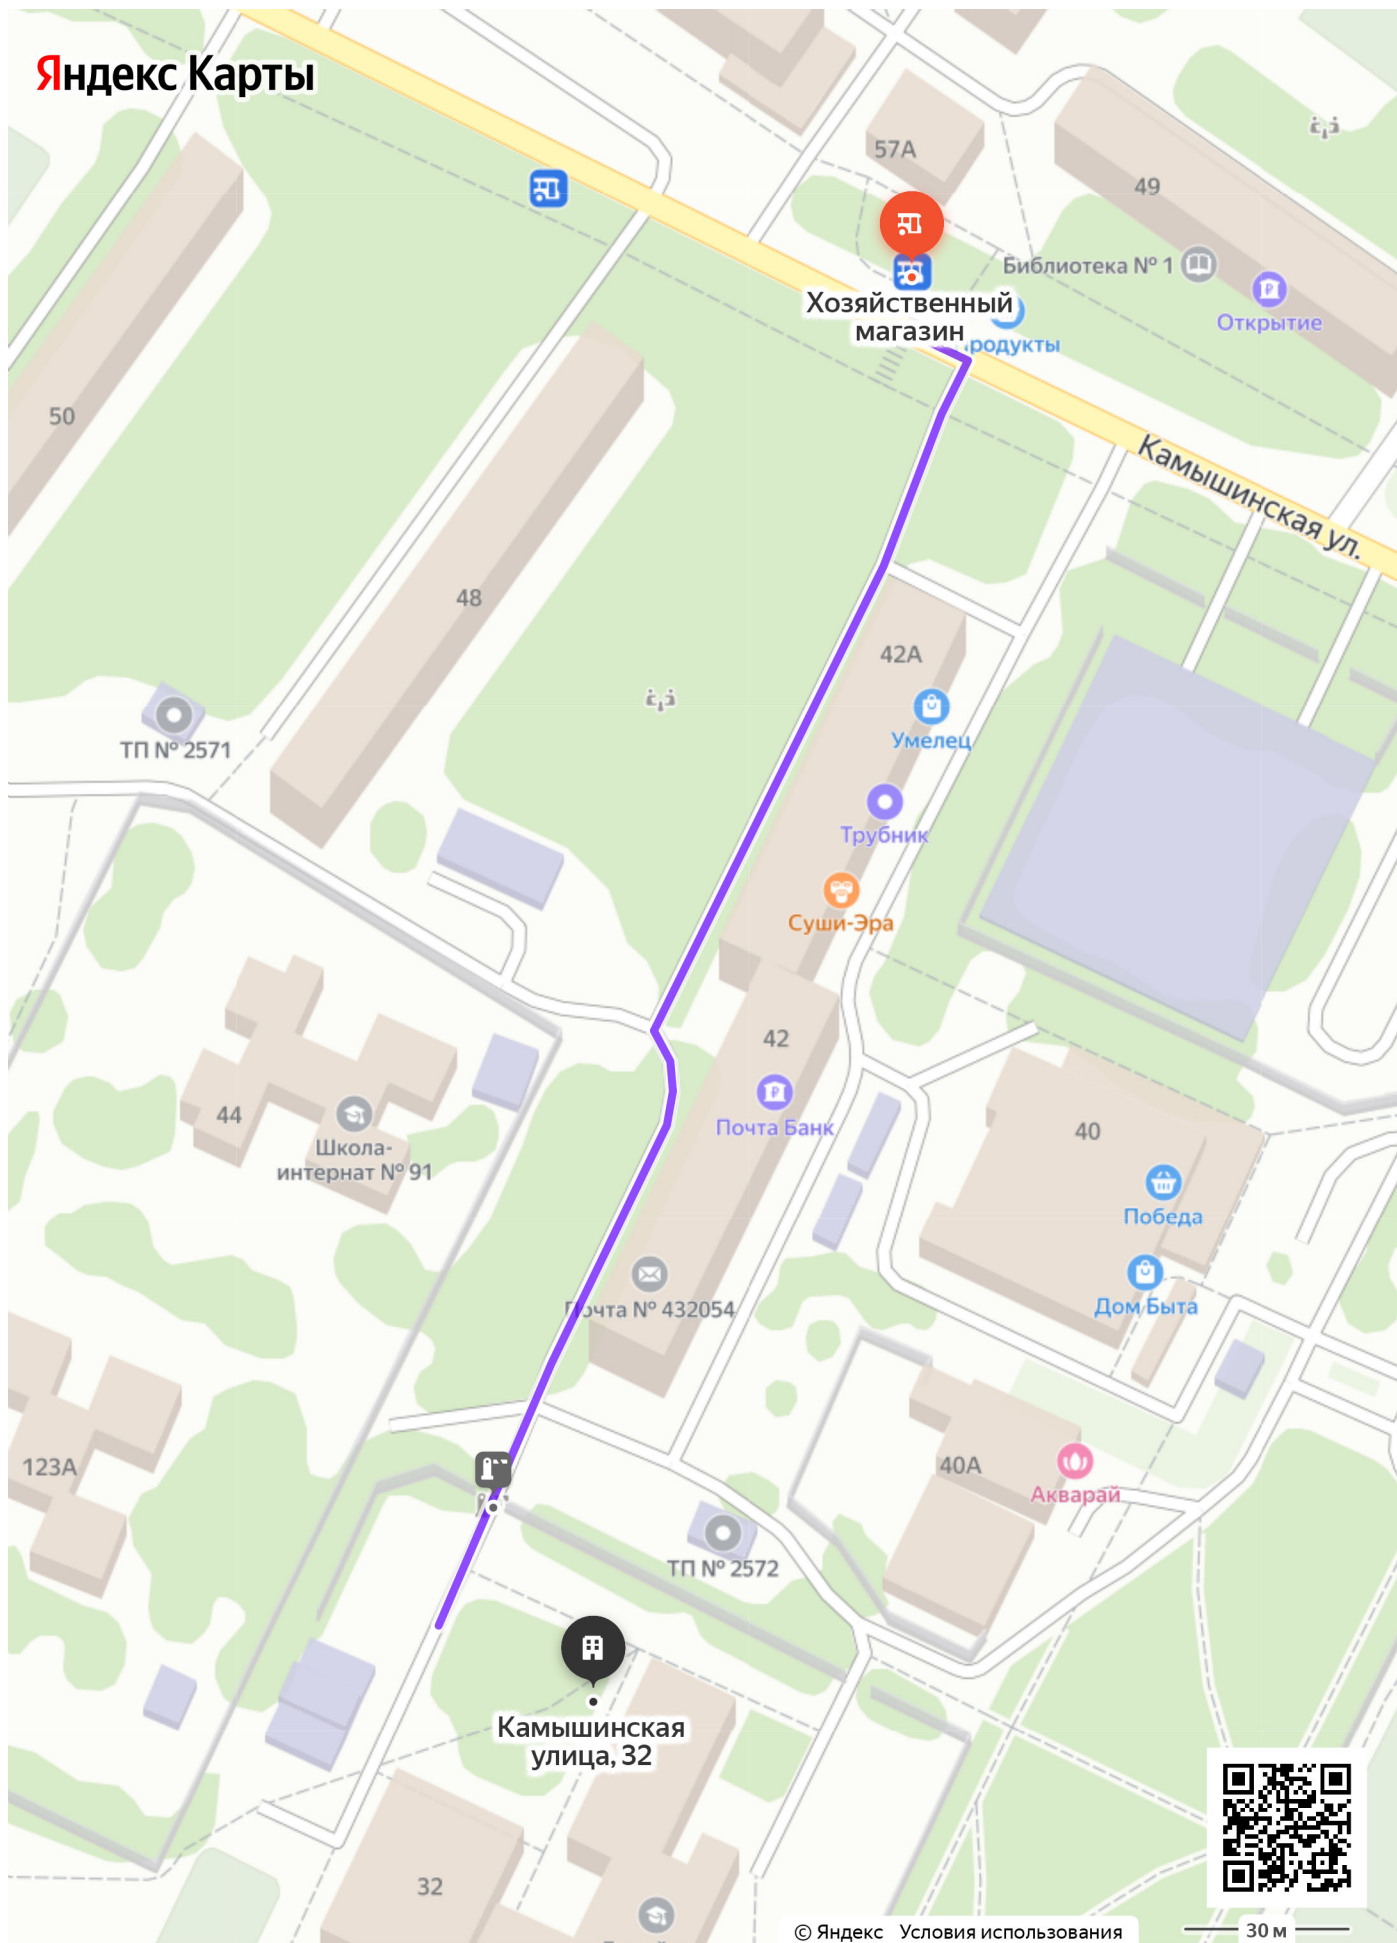 Яндекс Карты
57А
49
Библиотека № 1
Хозяйственный
магазин
Открытие
родукты
50
Камышинская ул.
48
42А
ТП № 2571
Умелец
Трубник
Суши-Эра
42
44
Почта Банк
40
Школа-
интернат № 91
Победа
Почта № 432054
Дом Быта
123А
40А
Акварай
ТП № 2572
Камышинская
улица, 32
32
© Яндекс Условия использования
30 м